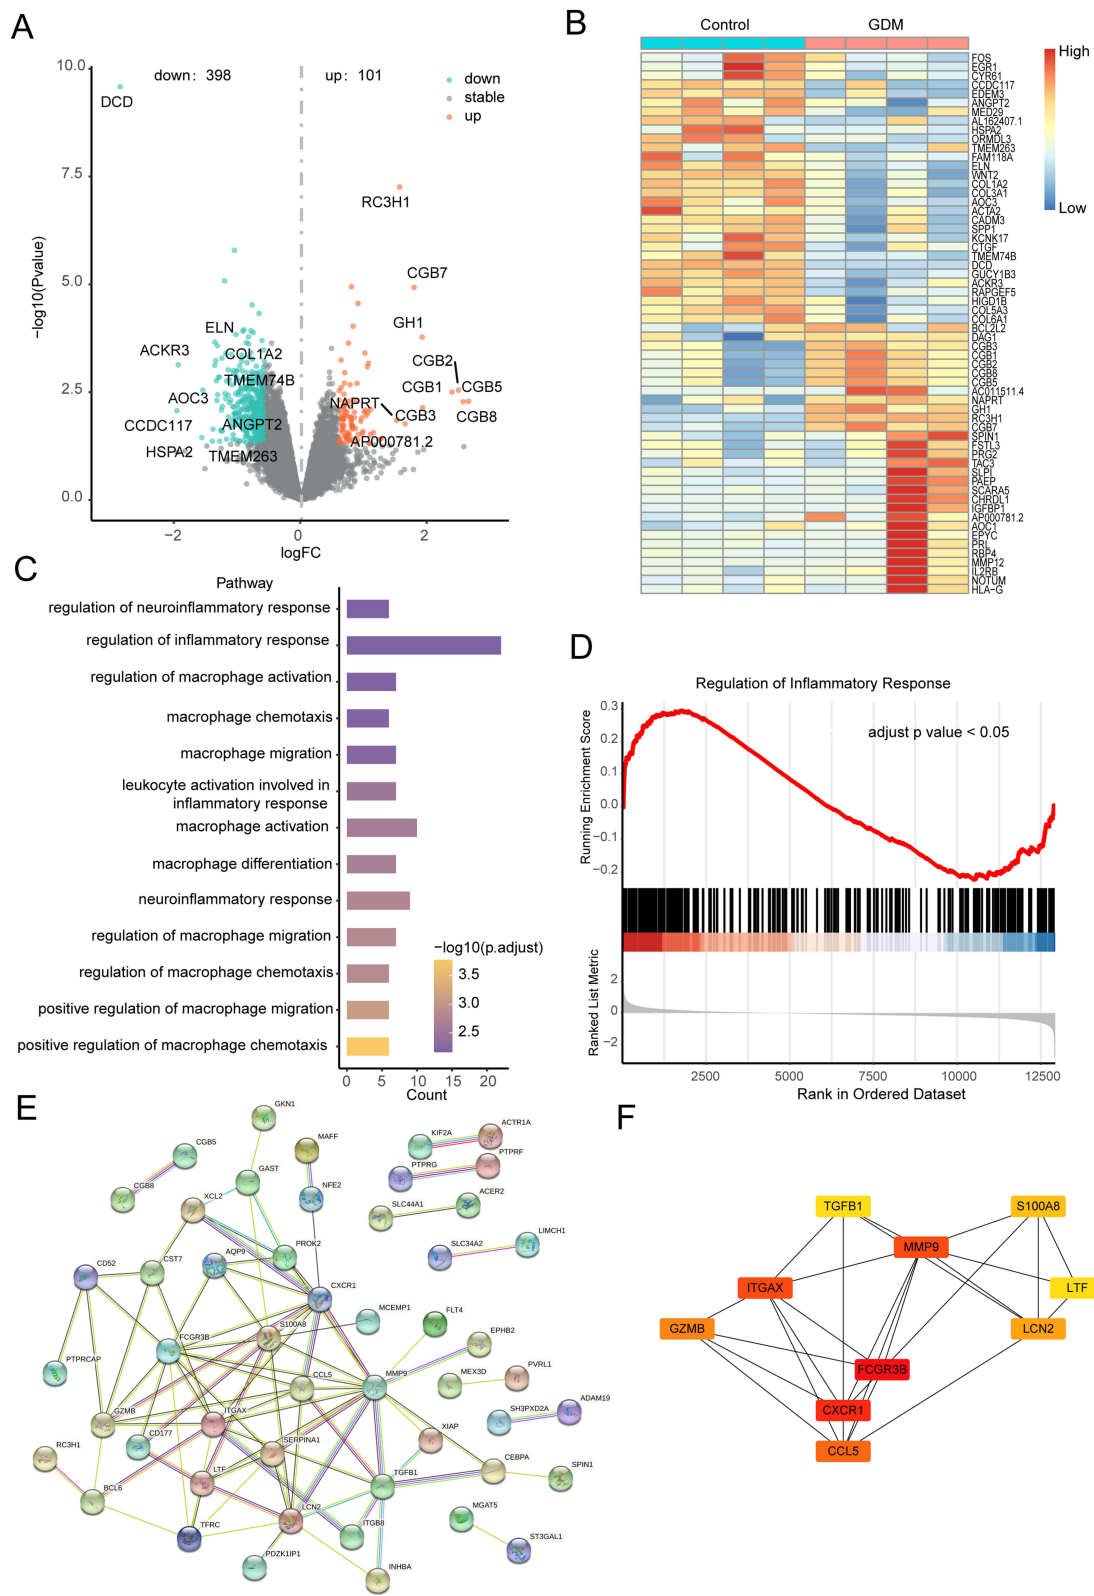 A
down: 398
up: 101
down
stable
up
10.0
7.5
5.0
2.5
0.0
−log10(Pvalue)
DCD
RC3H1
CGB7
GH1
ELN
ACKR3
COL1A2
CGB2
TMEM74B
CGB1
CGB5
AOC3
NAPRT
CGB3
CGB8
CCDC117
ANGPT2
AP000781.2
HSPA2
TMEM263
−2
0
2
logFC
B
Control
GDM
High
Low
FOS
EGR1
CYR61
CCDC117
EDEM3
ANGPT2
MED29
AL162407.1
HSPA2
ORMDL3
TMEM263
FAM118A
ELN
WNT2
COL1A2
COL3A1
AOC3
ACTA2
CADM3
SPP1
KCNK17
CTGF
TMEM74B
DCD
GUCY1B3
ACKR3
RAPGEF5
HIGD1B
COL5A3
COL6A1
BCL2L2
DAG1
CGB3
CGB1
CGB2
CGB8
CGB5
AC011511.4
NAPRT
GH1
RC3H1
CGB7
SPIN1
FSTL3
PRG2
TAC3
SLPI
PAEP
SCARA5
CHRDL1
IGFBP1
AP000781.2
AOC1
EPYC
PRL
RBP4
MMP12
IL2RB
NOTUM
HLA−G
C
Pathway
regulation of neuroinflammatory response
regulation of inflammatory response
regulation of macrophage activation
macrophage chemotaxis
macrophage migration
leukocyte activation involved in
inflammatory response
macrophage activation
macrophage differentiation
neuroinflammatory response
regulation of macrophage migration
regulation of macrophage chemotaxis
positive regulation of macrophage migration
positive regulation of macrophage chemotaxis
−log10(p.adjust)
3.5
3.0
2.5
0
5
10
15
20
Count
D
Regulation of Inflammatory Response
adjust p value < 0.05
0.3
0.2
0.1
0.0
−0.1
−0.2
Running Enrichment Score
2
0
−2
Ranked List Metric
2500
5000
7500
10000
12500
Rank in Ordered Dataset
E
GKN1
CGB5
MAFF
KIF2A
ACTR1A
PTPRG
PTPRF
CGB8
GAST
NFE2
XCL2
SLC44A1
ACER2
PROK2
SLC34A2
LIMCH1
CD52
CST7
AQP9
CXCR1
MCEMP1
FLT4
S100A8
EPHB2
FCGR3B
PTPRCAP
CCL5
MMP9
MEX3D
PVRL1
GZMB
ITGAX
SH3PXD2A
ADAM19
CD177
SERPINA1
XIAP
RC3H1
LTF
TGFB1
CEBPA
SPIN1
BCL6
LCN2
TFRC
ITGB8
MGAT5
ST3GAL1
PDZK1IP1
INHBA
F
TGFB1
S100A8
MMP9
ITGAX
LTF
GZMB
LCN2
FCGR3B
CXCR1
CCL5